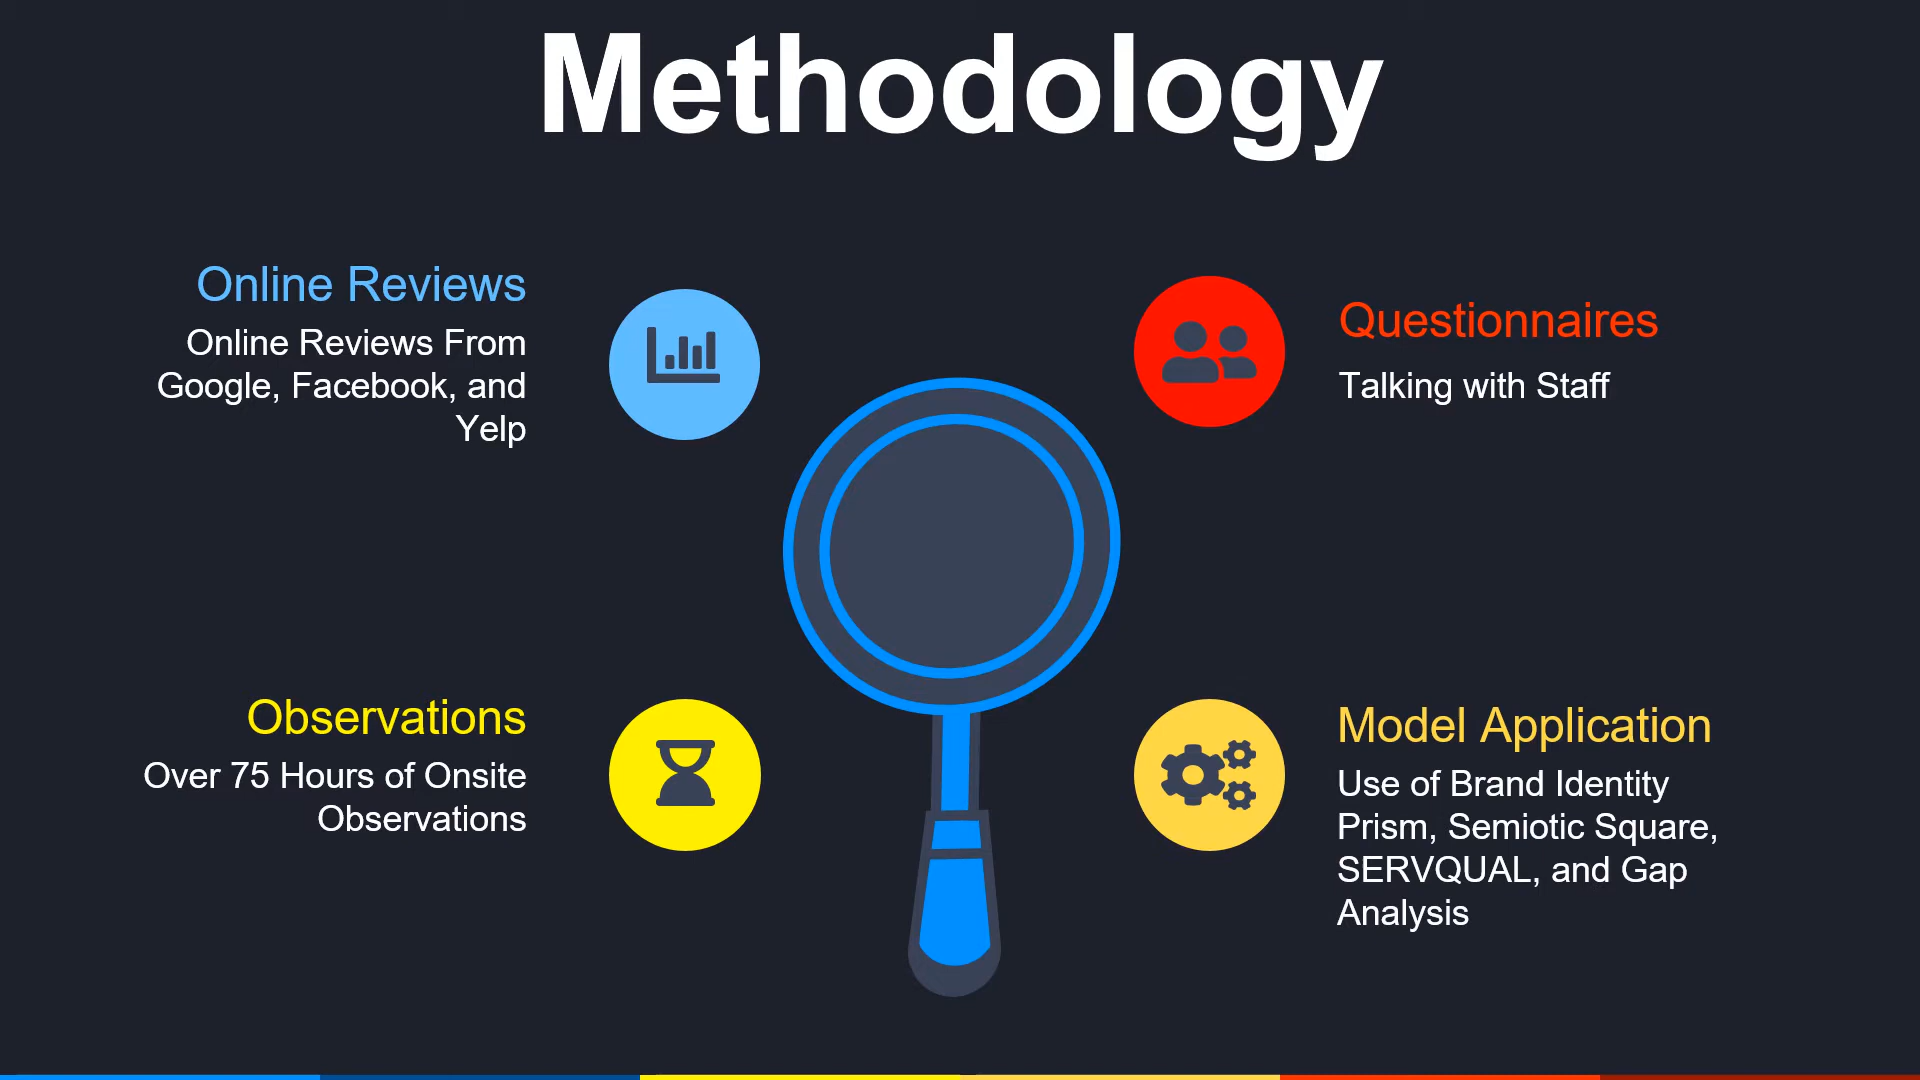 Methodology
Online Reviews
Online Reviews From
Google, Facebook, and
Yelp
Questionnaires
Talking with Staff
Observations
Over 75 Hours of Onsite
Observations
Model Application
Use of Brand Identity
Prism, Semiotic Square,
SERVQUAL, and Gap
Analysis